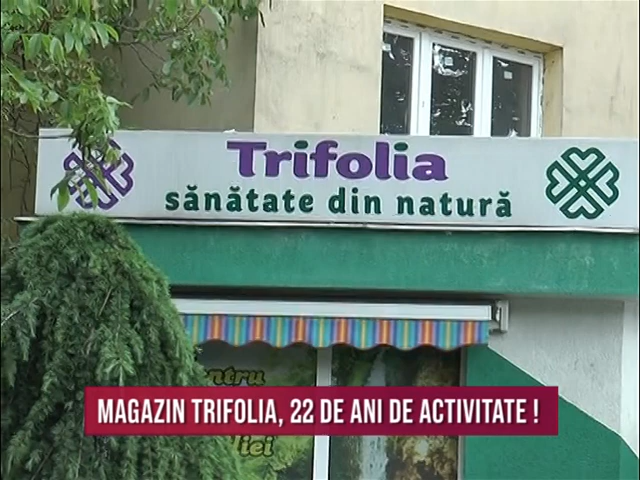 Trifolia
sănătate din natură
MAGAZIN TRIFOLIA, 22 DE ANI DE ACTIVITATE !